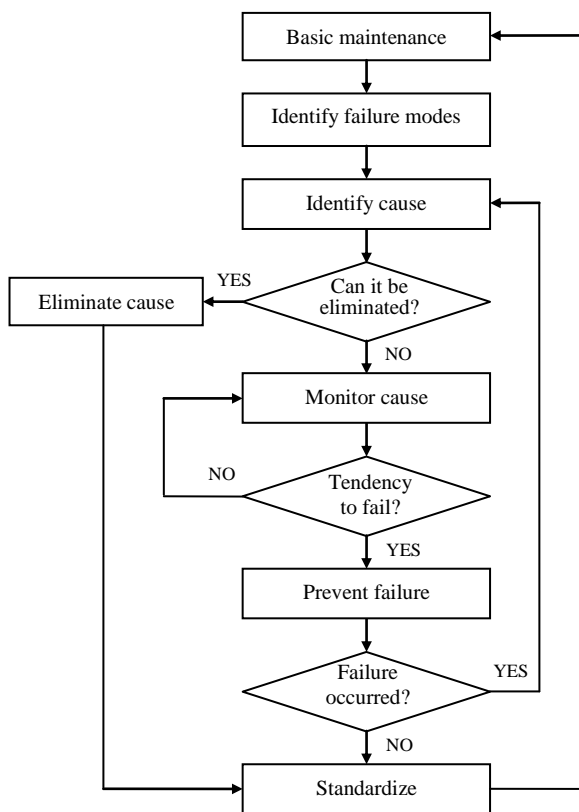 Basic maintenance
Identify failure modes
Identify cause
YES
Can it be
eliminated?
Eliminate cause
NO
Monitor cause
NO
Tendency
to fail?
YES
Prevent failure
Failure
occurred?
YES
NO
Standardize